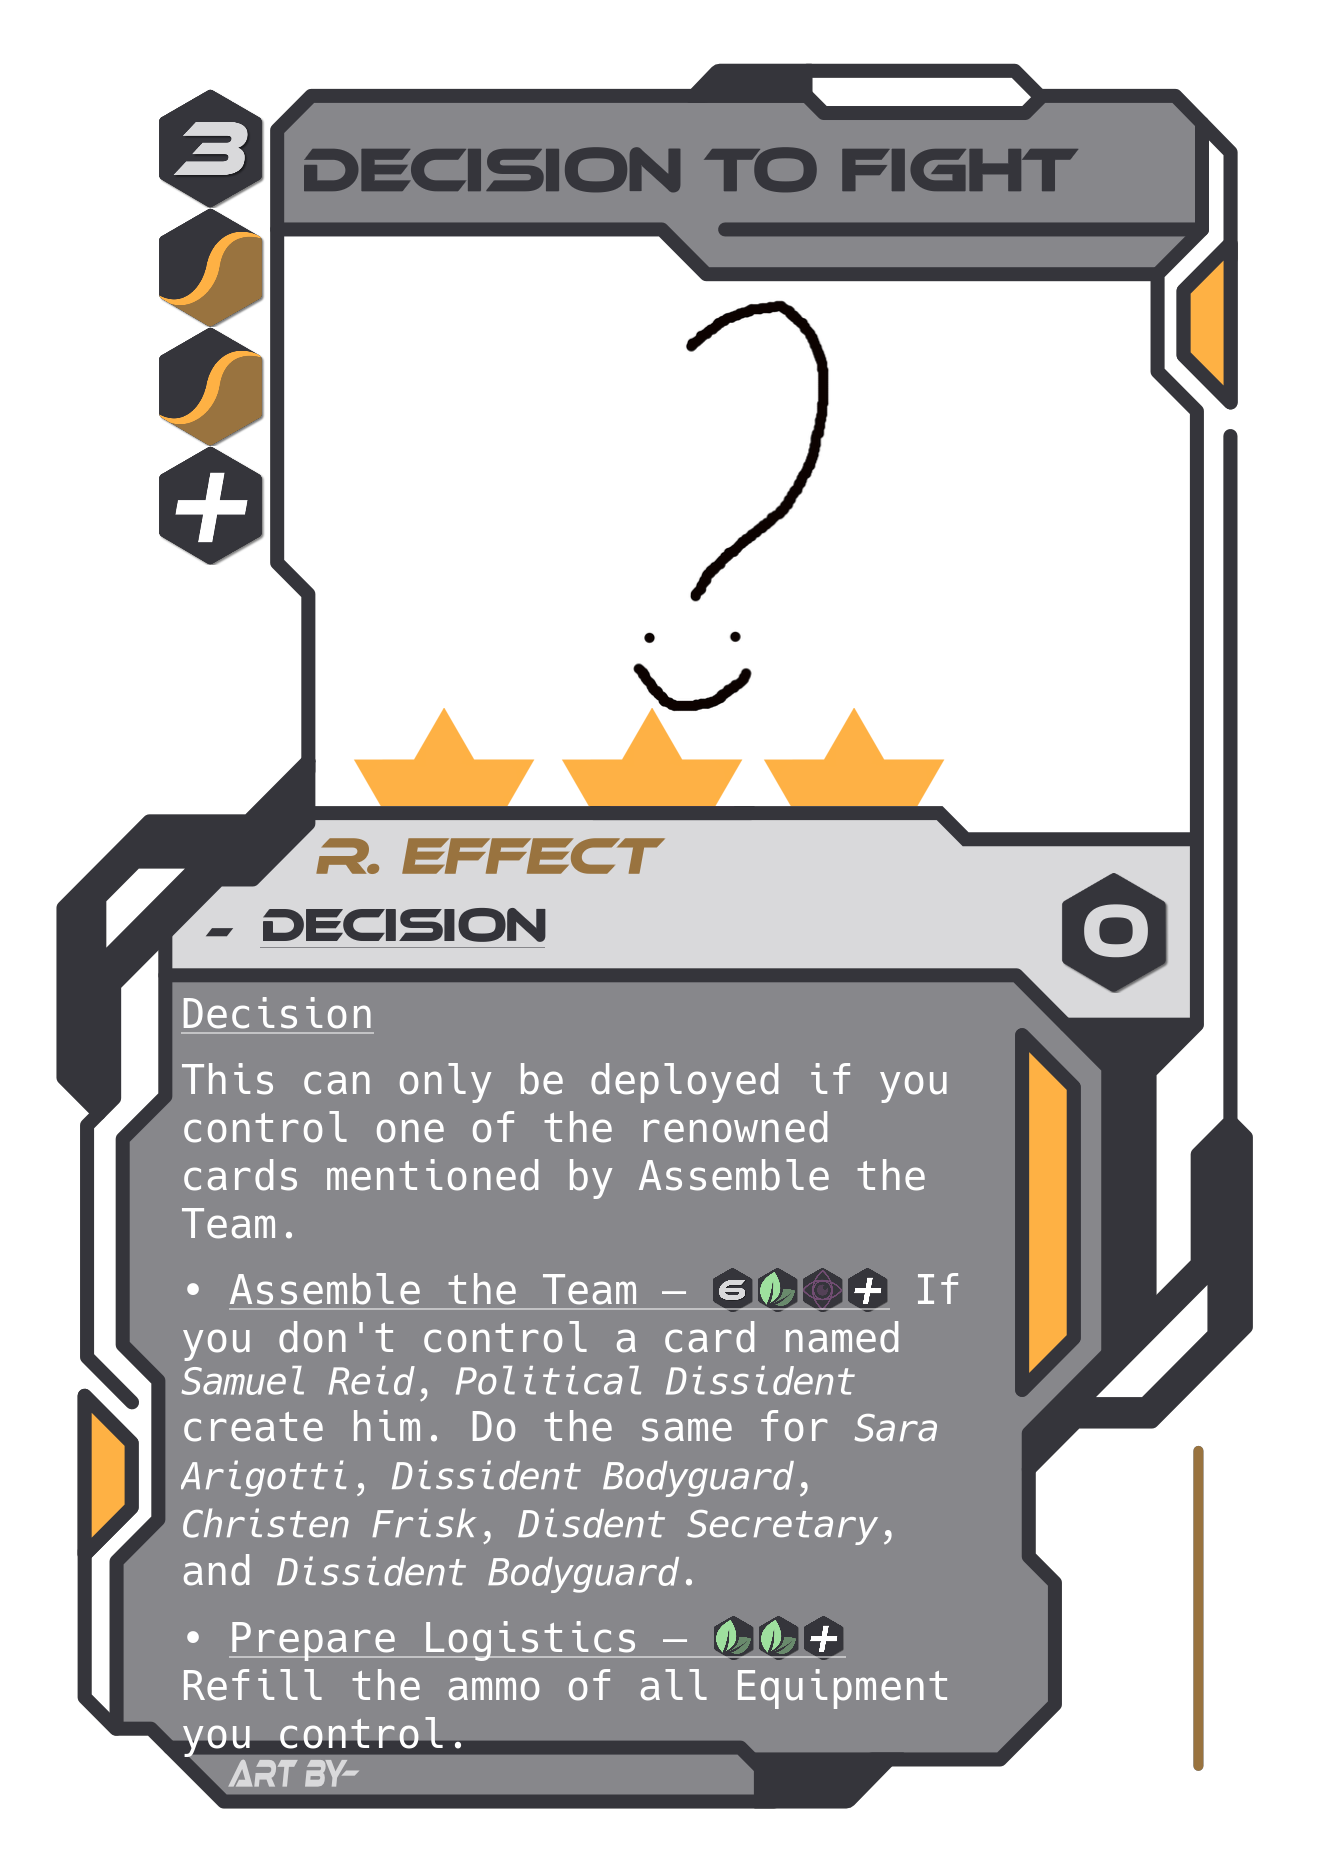 3
DECISION TO FIGHT
+
R. EFFECT
- DECISION
0
Decision
This can only be deployed if you
control one of the renowned
cards mentioned by Assemble the
Team.
• Assemble the Team — 6 + If
you don't control a card named
Samuel Reid, Political Dissident
create him. Do the same for Sara
Arigotti, Dissident Bodyguard,
Christen Frisk, Disdent Secretary,
and Dissident Bodyguard.
• Prepare Logistics — +
Refill the ammo of all Equipment
you control.
ART BY-